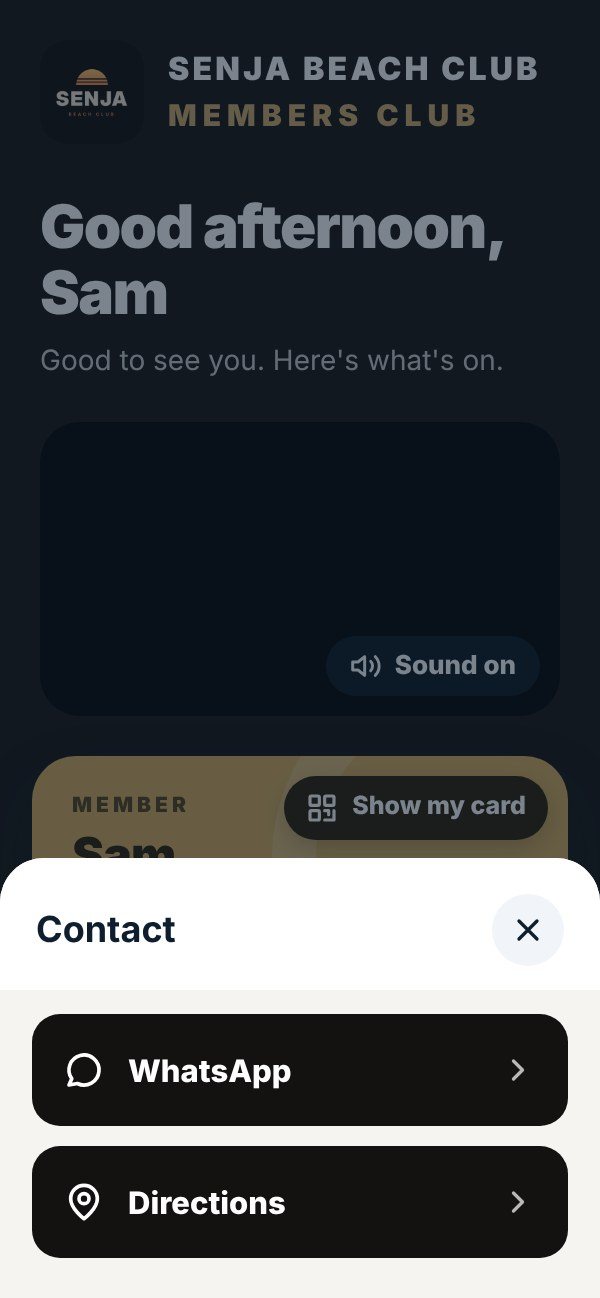 SENJA
BEACH CLUB
SENJA BEACH CLUB
MEMBERS CLUB
Good afternoon,
Sam
Good to see you. Here's what's on.
Sound on
MEMBER
Show my card
Sam
Contact
WhatsApp
Directions